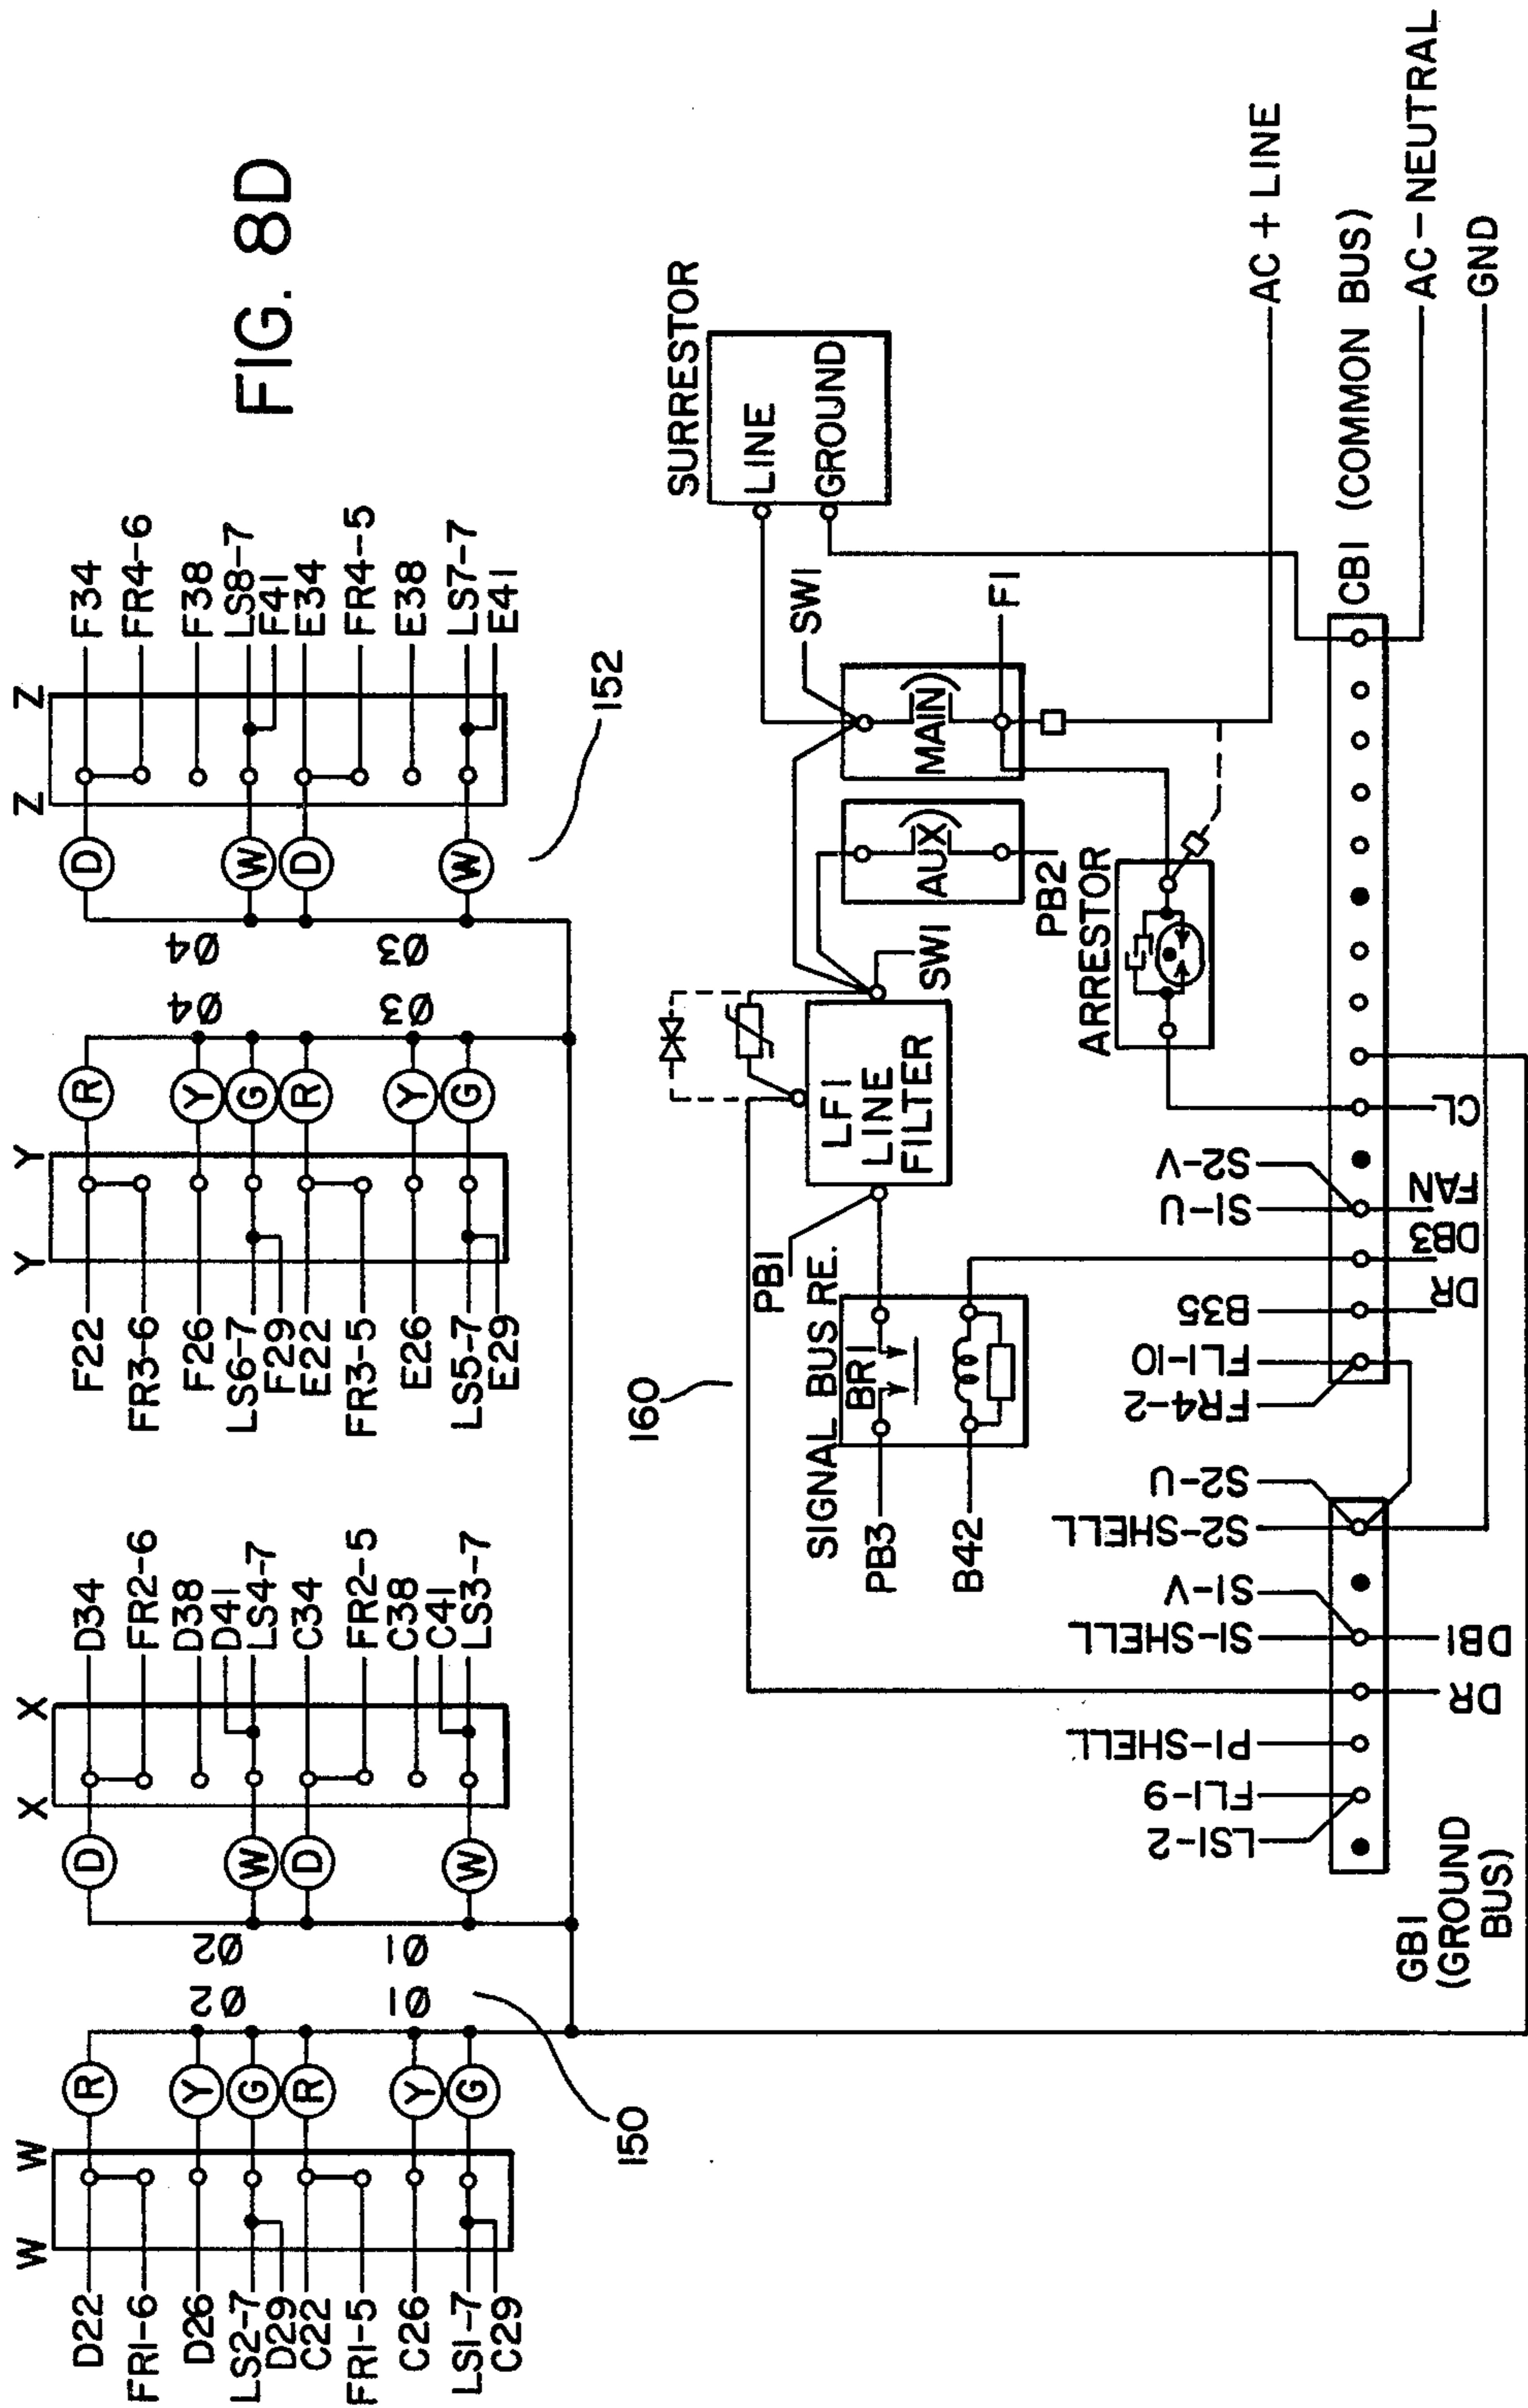 FIG. 8D
W W
D22
FR1-6
D26
LS2-7
D29
C22
FR1-5
C26
LS1-7
C29
R
Y
G
R
Y
G
Ø2
Ø1
150
X X
Ø2
Ø1
D
W
D
W
D34
FR2-6
D38
D41
LS4-7
C34
FR2-5
C38
C41
LS3-7
Y Y
F22
FR3-6
F26
LS6-7
F29
E22
FR3-5
E26
LS5-7
E29
R
Y
G
R
Y
G
Ø4
Ø3
Z Z
Ø4
Ø3
D
W
D
W
F34
FR4-6
F38
LS8-7
F41
E34
FR4-5
E38
LS7-7
E41
152
160
SIGNAL BUS RE.
BR1
PB3
B42
PB1
LF1
LINE
FILTER
SW1
AUX
PB2
MAIN
SW1
F1
SURRESTOR
LINE
GROUND
ARRESTOR
AC + LINE
CB1 (COMMON BUS)
AC-NEUTRAL
GND
GB1
(GROUND
BUS)
LS1-2
FL1-9
P1-SHELL
DR
S1-SHELL
S1-V
DB1
S2-SHELL
S2-U
FR4-2
FL1-10
B35
DR
DB3
S1-U
S2-V
FAN
CL